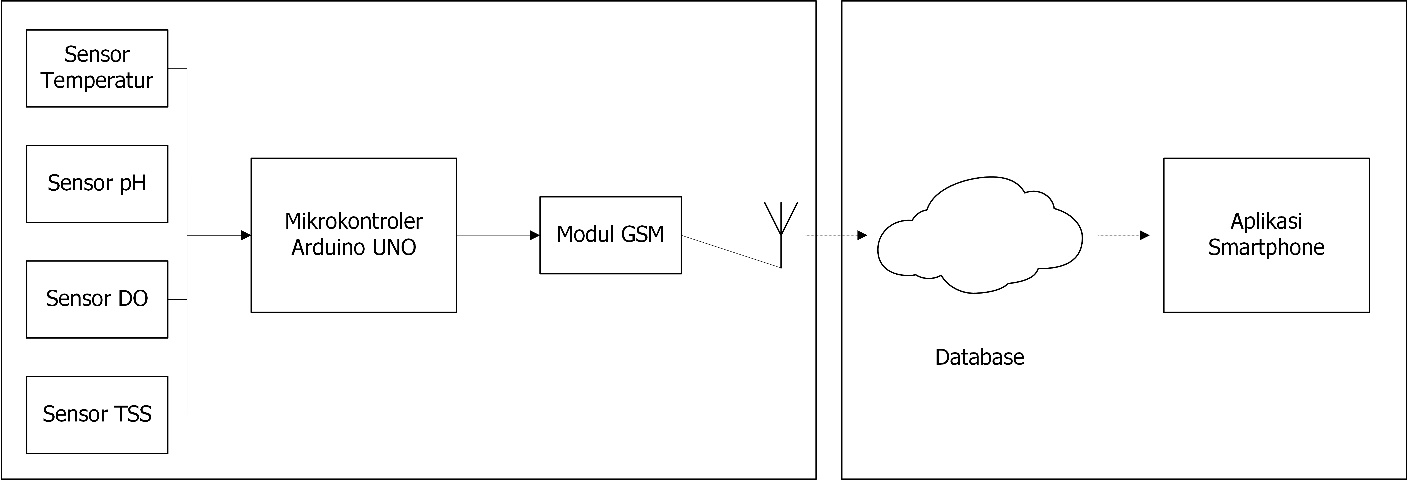 Sensor
Temperatur
Sensor pH
Sensor DO
Sensor TSS
Mikrokontroler
Arduino UNO
Modul GSM
Database
Aplikasi
Smartphone